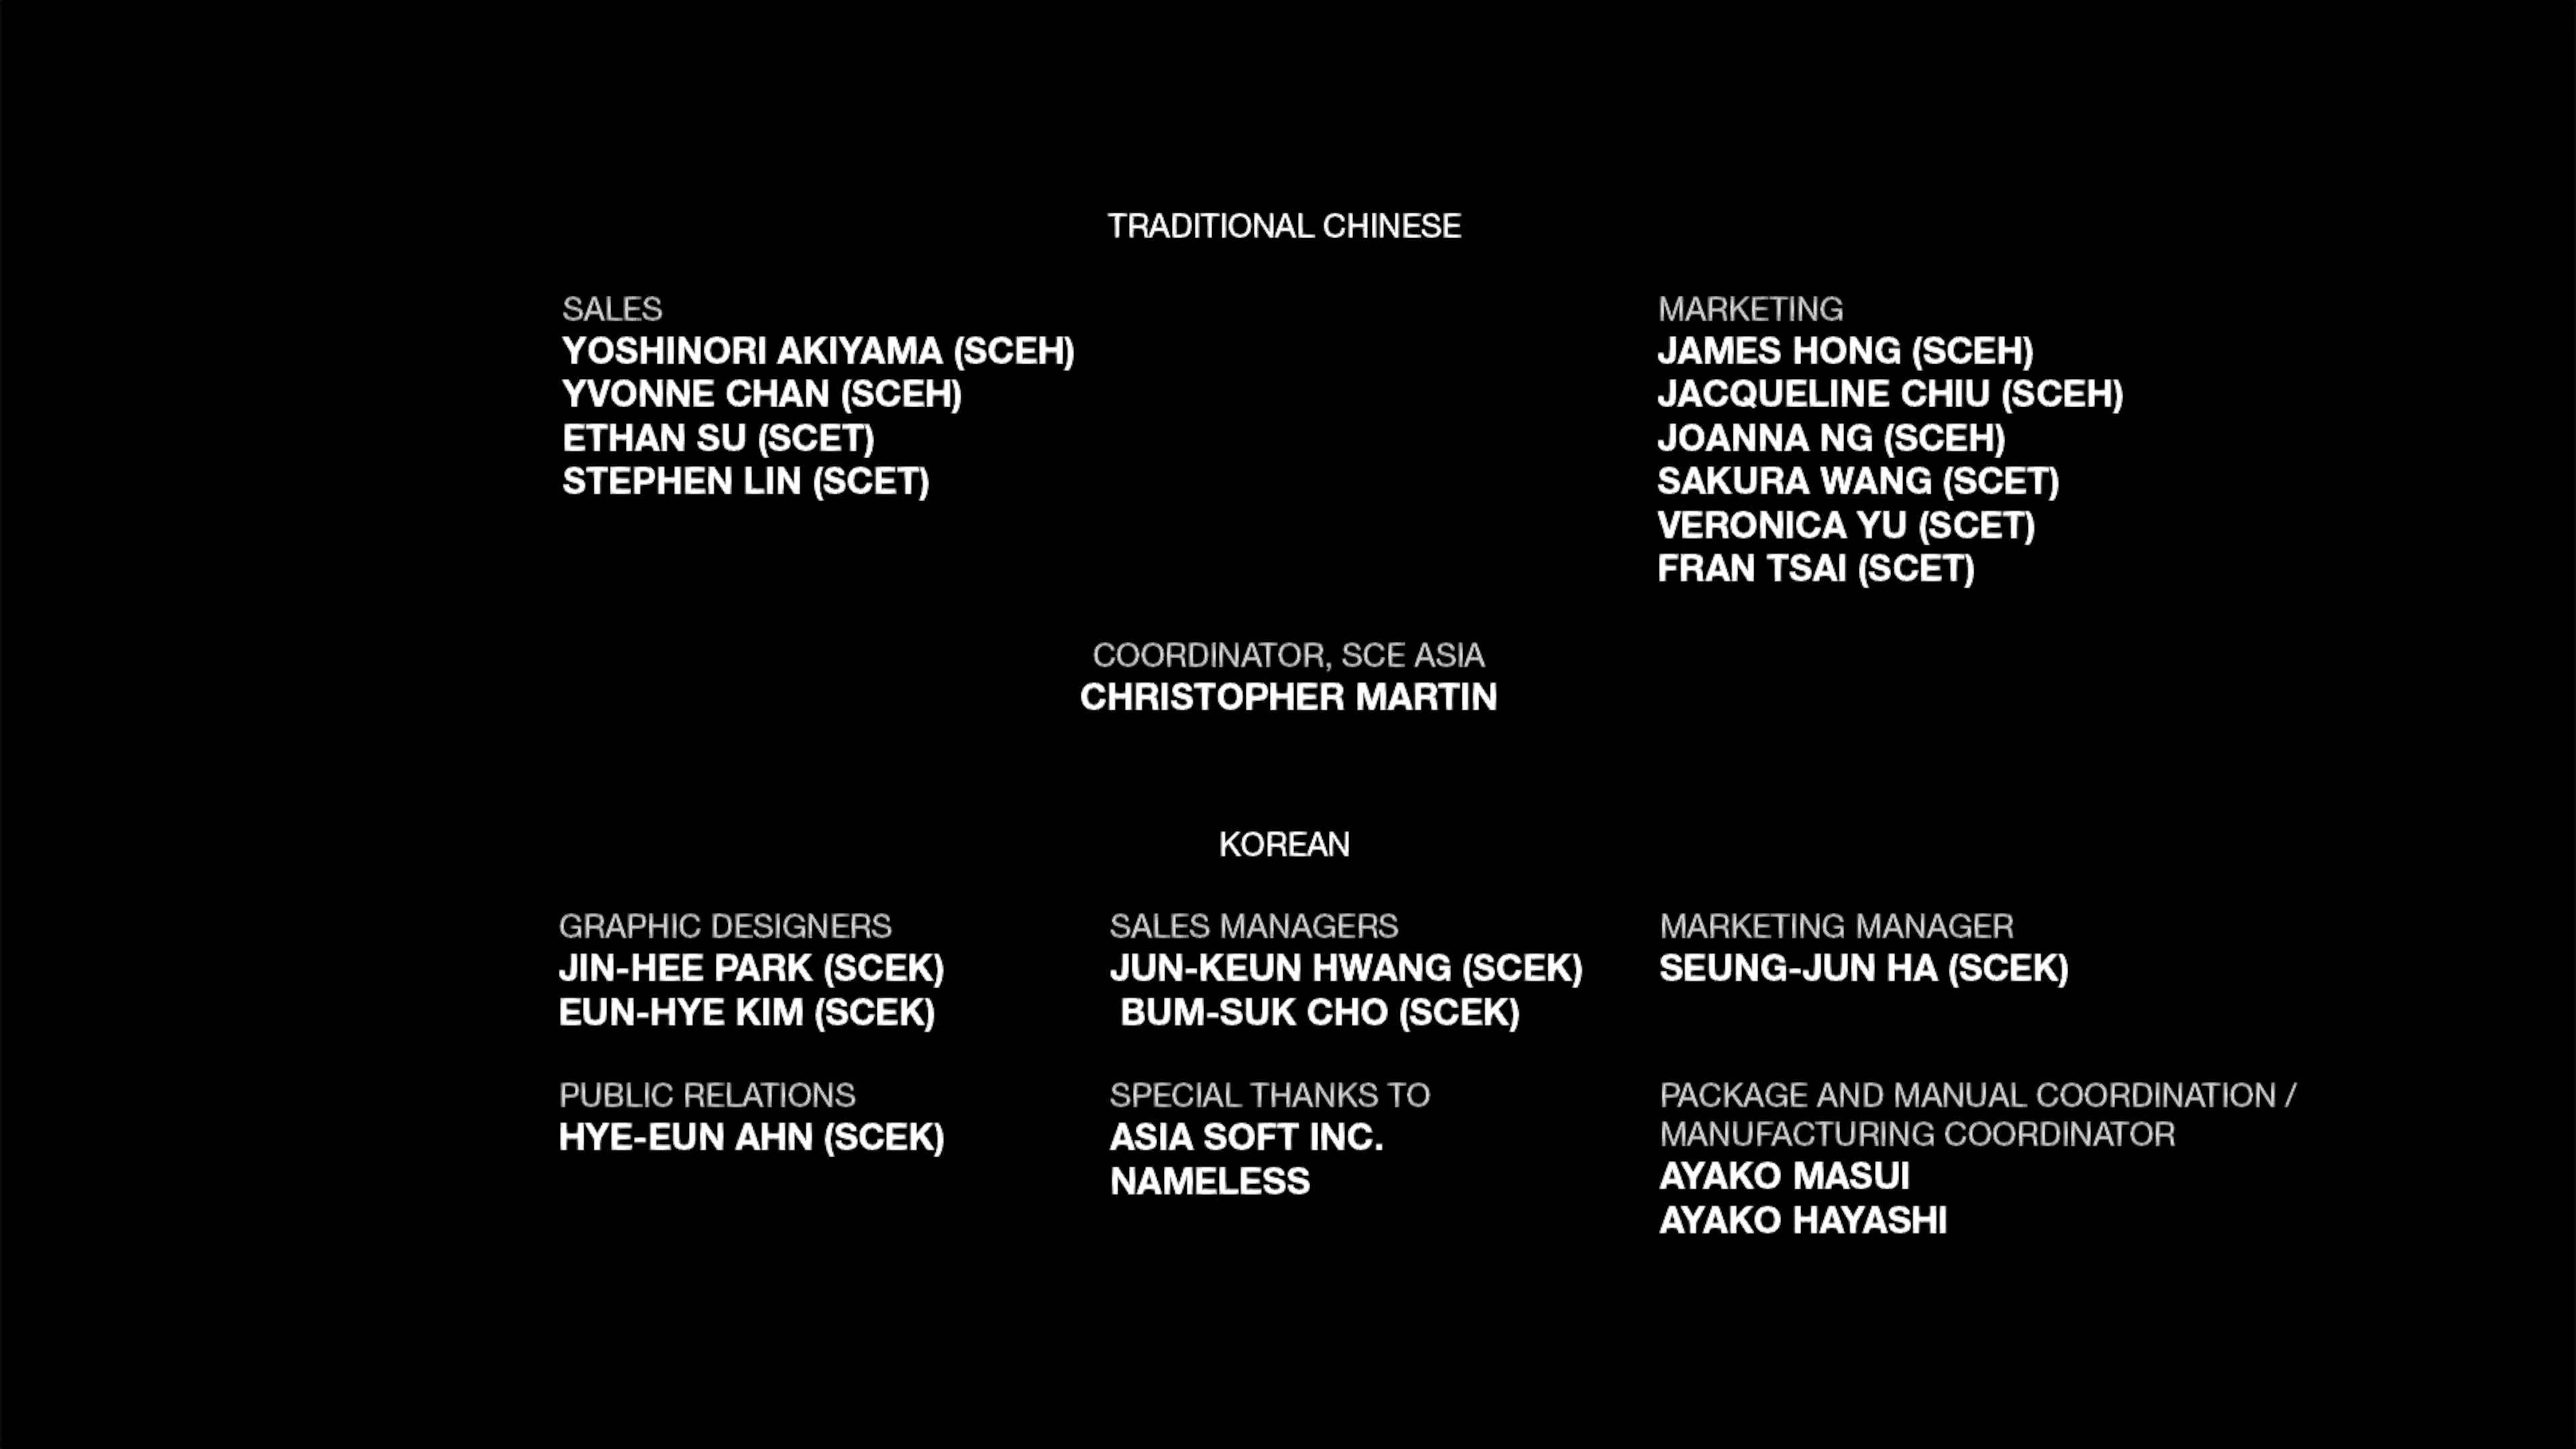 TRADITIONAL CHINESE
SALES
YOSHINORI AKIYAMA (SCEH)
YVONNE CHAN (SCEH)
ETHAN SU (SCET)
STEPHEN LIN (SCET)
MARKETING
JAMES HONG (SCEH)
JACQUELINE CHIU (SCEH)
JOANNA NG (SCEH)
SAKURA WANG (SCET)
VERONICA YU (SCET)
FRAN TSAI (SCET)
COORDINATOR, SCE ASIA
CHRISTOPHER MARTIN
KOREAN
GRAPHIC DESIGNERS
JIN-HEE PARK (SCEK)
EUN-HYE KIM (SCEK)
SALES MANAGERS
JUN-KEUN HWANG (SCEK)
BUM-SUK CHO (SCEK)
MARKETING MANAGER
SEUNG-JUN HA (SCEK)
PUBLIC RELATIONS
HYE-EUN AHN (SCEK)
SPECIAL THANKS TO
ASIA SOFT INC.
NAMELESS
PACKAGE AND MANUAL COORDINATION /
MANUFACTURING COORDINATOR
AYAKO MASUI
AYAKO HAYASHI